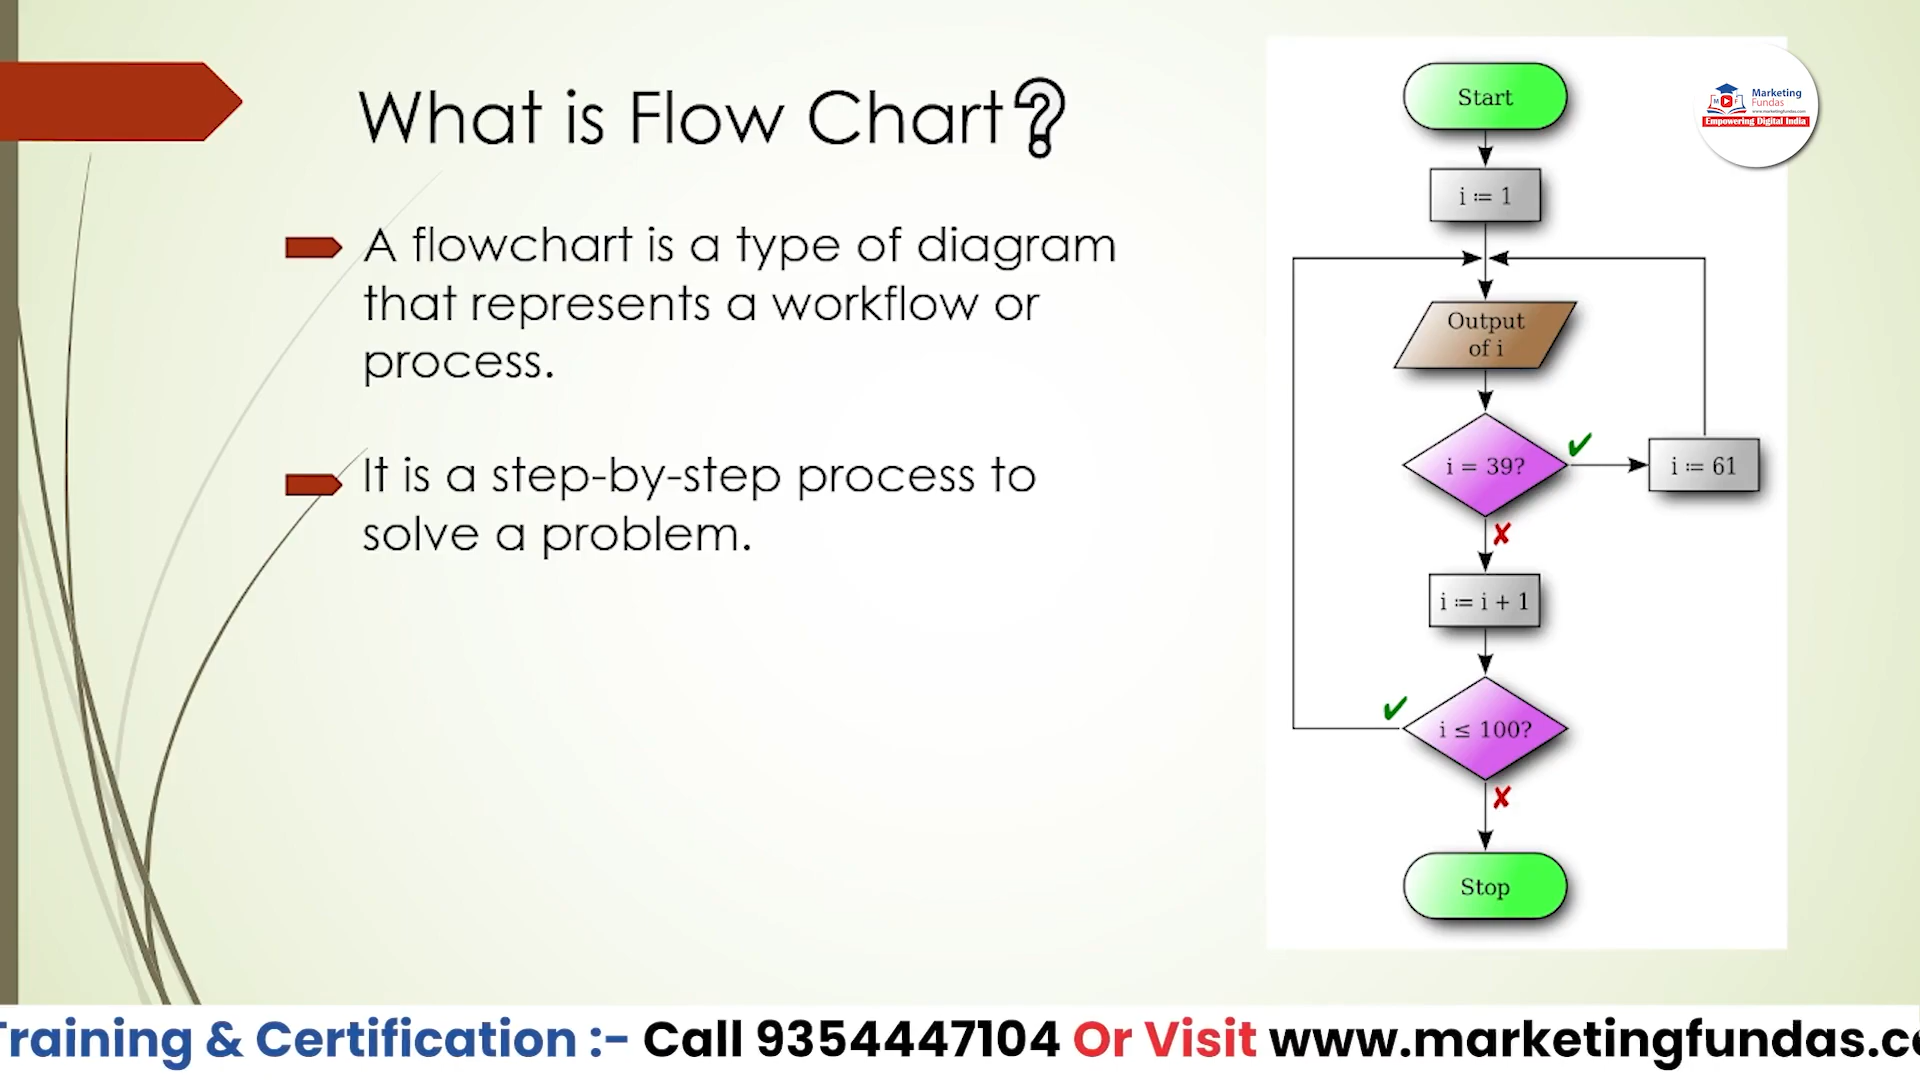 What is Flow Chart?
A flowchart is a type of diagram
that represents a workflow or
process.
It is a step-by-step process to
solve a problem.
Start
i := 1
Output
of i
i = 39?
i := 61
i := i + 1
i ≤ 100?
Stop
Marketing
Fundas
www.marketingfundas.com
Empowering Digital India
Training & Certification :- Call 9354447104 Or Visit www.marketingfundas.co